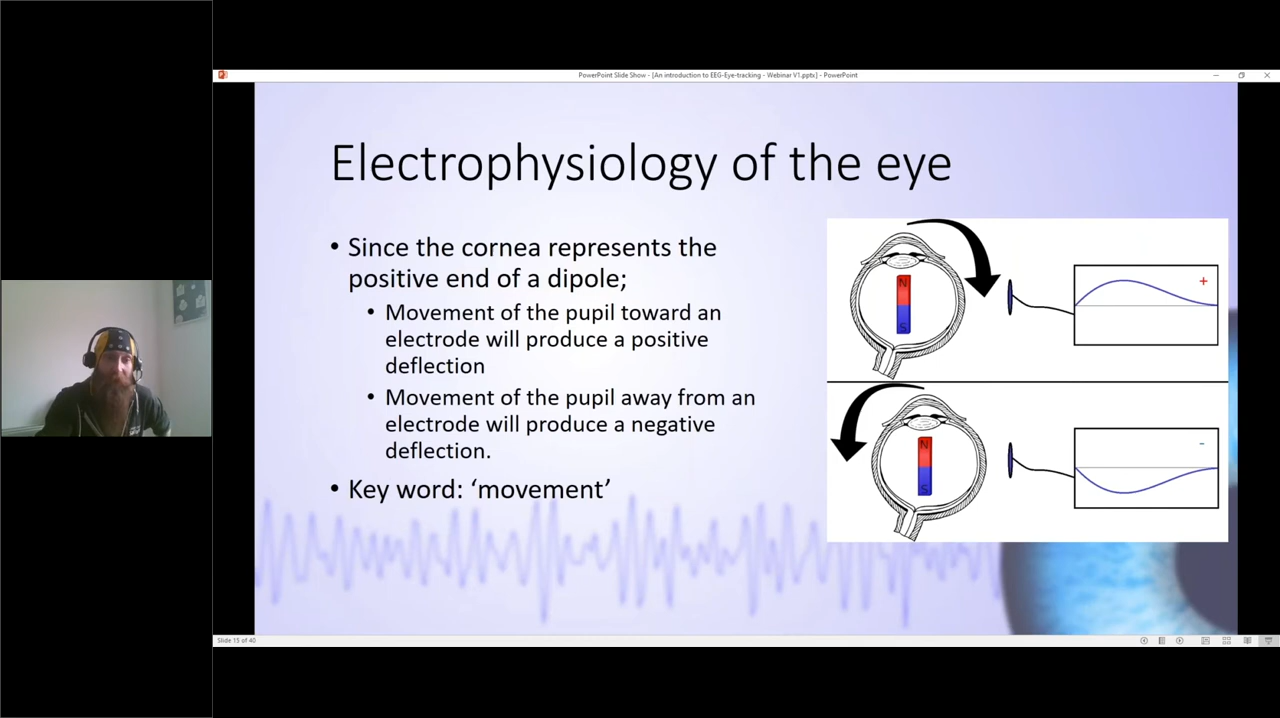 PowerPoint Slide Show - [An introduction to EEG-Eye-tracking - Webinar V1.pptx] - PowerPoint
Electrophysiology of the eye
• Since the cornea represents the
positive end of a dipole;
• Movement of the pupil toward an
electrode will produce a positive
deflection
• Movement of the pupil away from an
electrode will produce a negative
deflection.
• Key word: ‘movement’
N
S
+
N
S
-
Slide 15 of 40